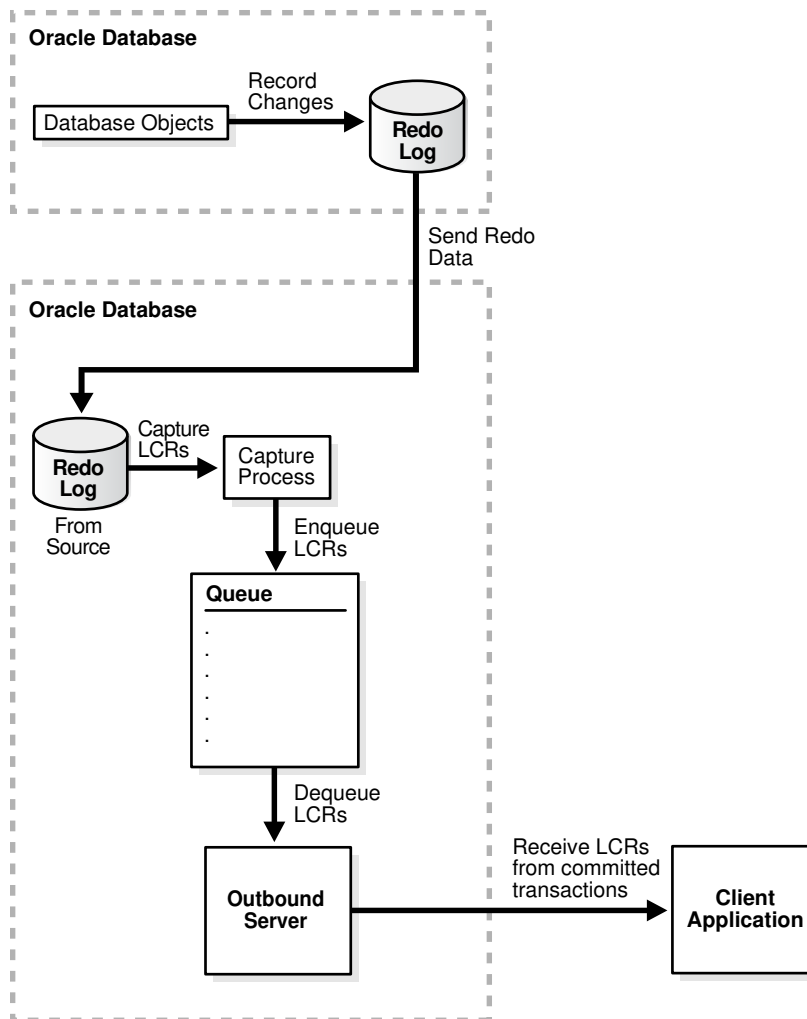 Oracle Database
Record
Changes
Database Objects
Redo
Log
Send Redo
Data
Oracle Database
Capture
LCRs
Redo
Log
From
Source
Capture
Process
Enqueue
LCRs
Queue
.
.
.
.
.
.
Dequeue
LCRs
Outbound
Server
Receive LCRs
from committed
transactions
Client
Application